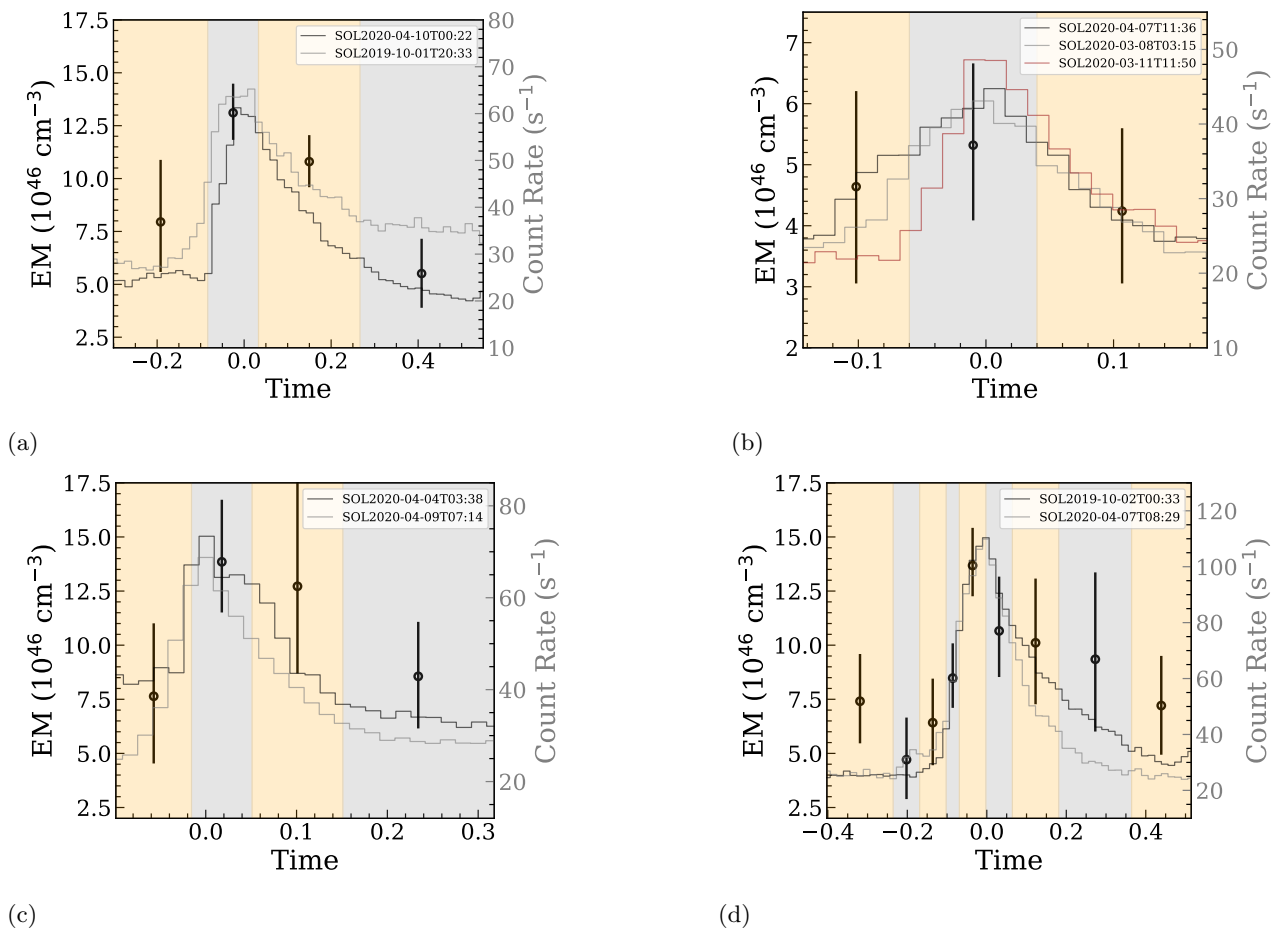 17.5
15.0
12.5
10.0
7.5
5.0
2.5
EM (10⁴⁶ cm⁻³)
80
70
60
50
40
30
20
10
Count Rate (s⁻¹)
SOL2020-04-10T00:22
SOL2019-10-01T20:33
−0.2
0.0
0.2
0.4
Time
(a)
7
6
5
4
3
2
EM (10⁴⁶ cm⁻³)
50
40
30
20
10
Count Rate (s⁻¹)
SOL2020-04-07T11:36
SOL2020-03-08T03:15
SOL2020-03-11T11:50
−0.1
0.0
0.1
Time
(b)
17.5
15.0
12.5
10.0
7.5
5.0
2.5
EM (10⁴⁶ cm⁻³)
80
60
40
20
Count Rate (s⁻¹)
SOL2020-04-04T03:38
SOL2020-04-09T07:14
0.0
0.1
0.2
0.3
Time
(c)
17.5
15.0
12.5
10.0
7.5
5.0
2.5
EM (10⁴⁶ cm⁻³)
120
100
80
60
40
20
Count Rate (s⁻¹)
SOL2019-10-02T00:33
SOL2020-04-07T08:29
−0.4
−0.2
0.0
0.2
0.4
Time
(d)